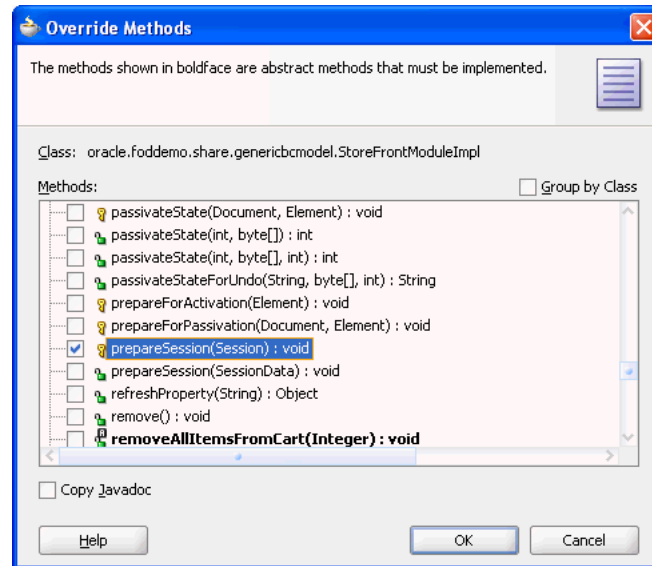 Override Methods
The methods shown in boldface are abstract methods that must be implemented.
Class: oracle.foddemo.share.genericbcmodel.StoreFrontModuleImpl
Methods: Group by Class
passivateState(Document, Element) : void
passivateState(int, byte[]) : int
passivateState(int, byte[], int) : int
passivateStateForUndo(String, byte[], int) : String
prepareForActivation(Element) : void
prepareForPassivation(Document, Element) : void
prepareSession(Session) : void
prepareSession(SessionData) : void
refreshProperty(String) : Object
remove() : void
removeAllItemsFromCart(Integer) : void
Copy Javadoc
Help OK Cancel